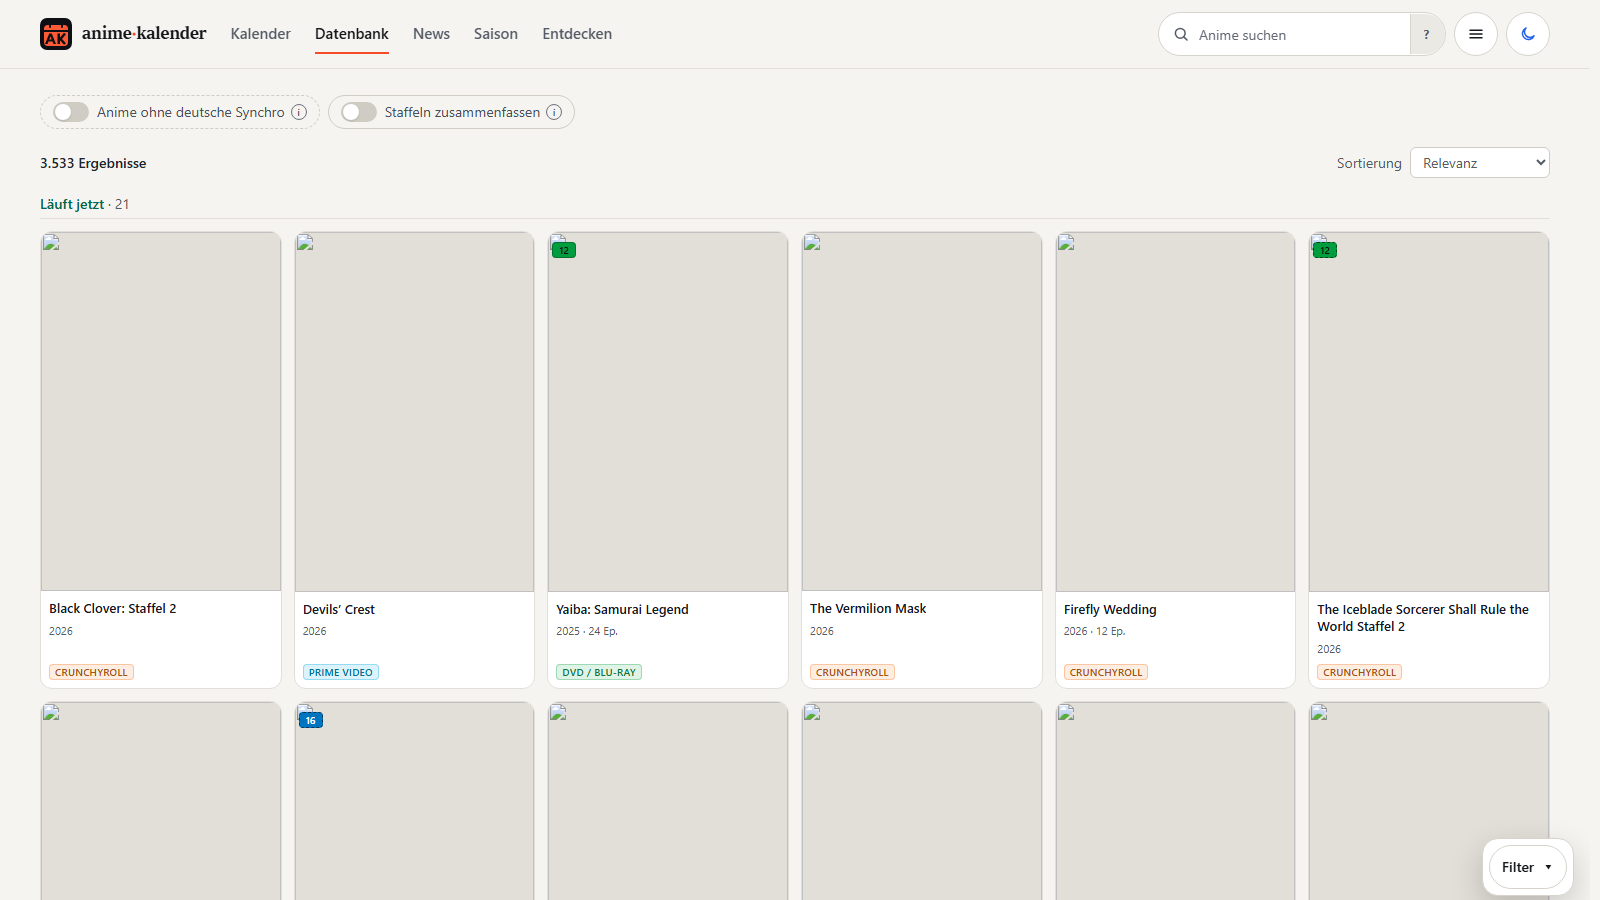 AK anime·kalender Kalender Datenbank News Saison Entdecken Anime suchen ?
Anime ohne deutsche Synchro i Staffeln zusammenfassen i
3.533 Ergebnisse Sortierung Relevanz
Läuft jetzt · 21
12 12
Black Clover: Staffel 2
2026
CRUNCHYROLL
Devils’ Crest
2026
PRIME VIDEO
Yaiba: Samurai Legend
2025 · 24 Ep.
DVD / BLU-RAY
The Vermilion Mask
2026
CRUNCHYROLL
Firefly Wedding
2026 · 12 Ep.
CRUNCHYROLL
The Iceblade Sorcerer Shall Rule the
World Staffel 2
2026
CRUNCHYROLL
16
Filter